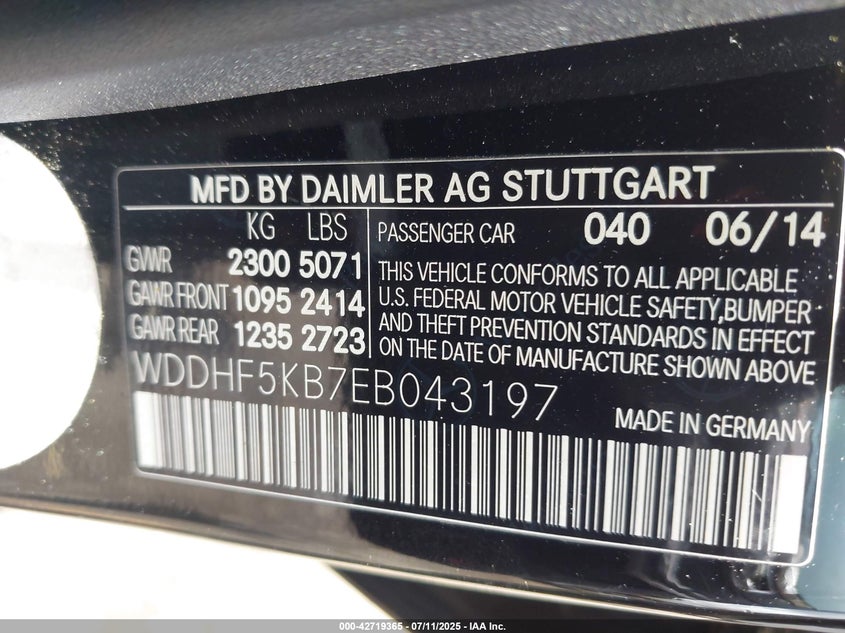 MFD BY DAIMLER AG STUTTGART
KG LBS
GVWR 2300 5071
GAWR FRONT 1095 2414
GAWR REAR 1235 2723
PASSENGER CAR 040 06/14
THIS VEHICLE CONFORMS TO ALL APPLICABLE
U.S. FEDERAL MOTOR VEHICLE SAFETY,BUMPER
AND THEFT PREVENTION STANDARDS IN EFFECT
ON THE DATE OF MANUFACTURE SHOWN ABOVE
WDDHF5KB7EB043197
MADE IN GERMANY
000-42719365 - 07/11/2025 - IAA Inc.